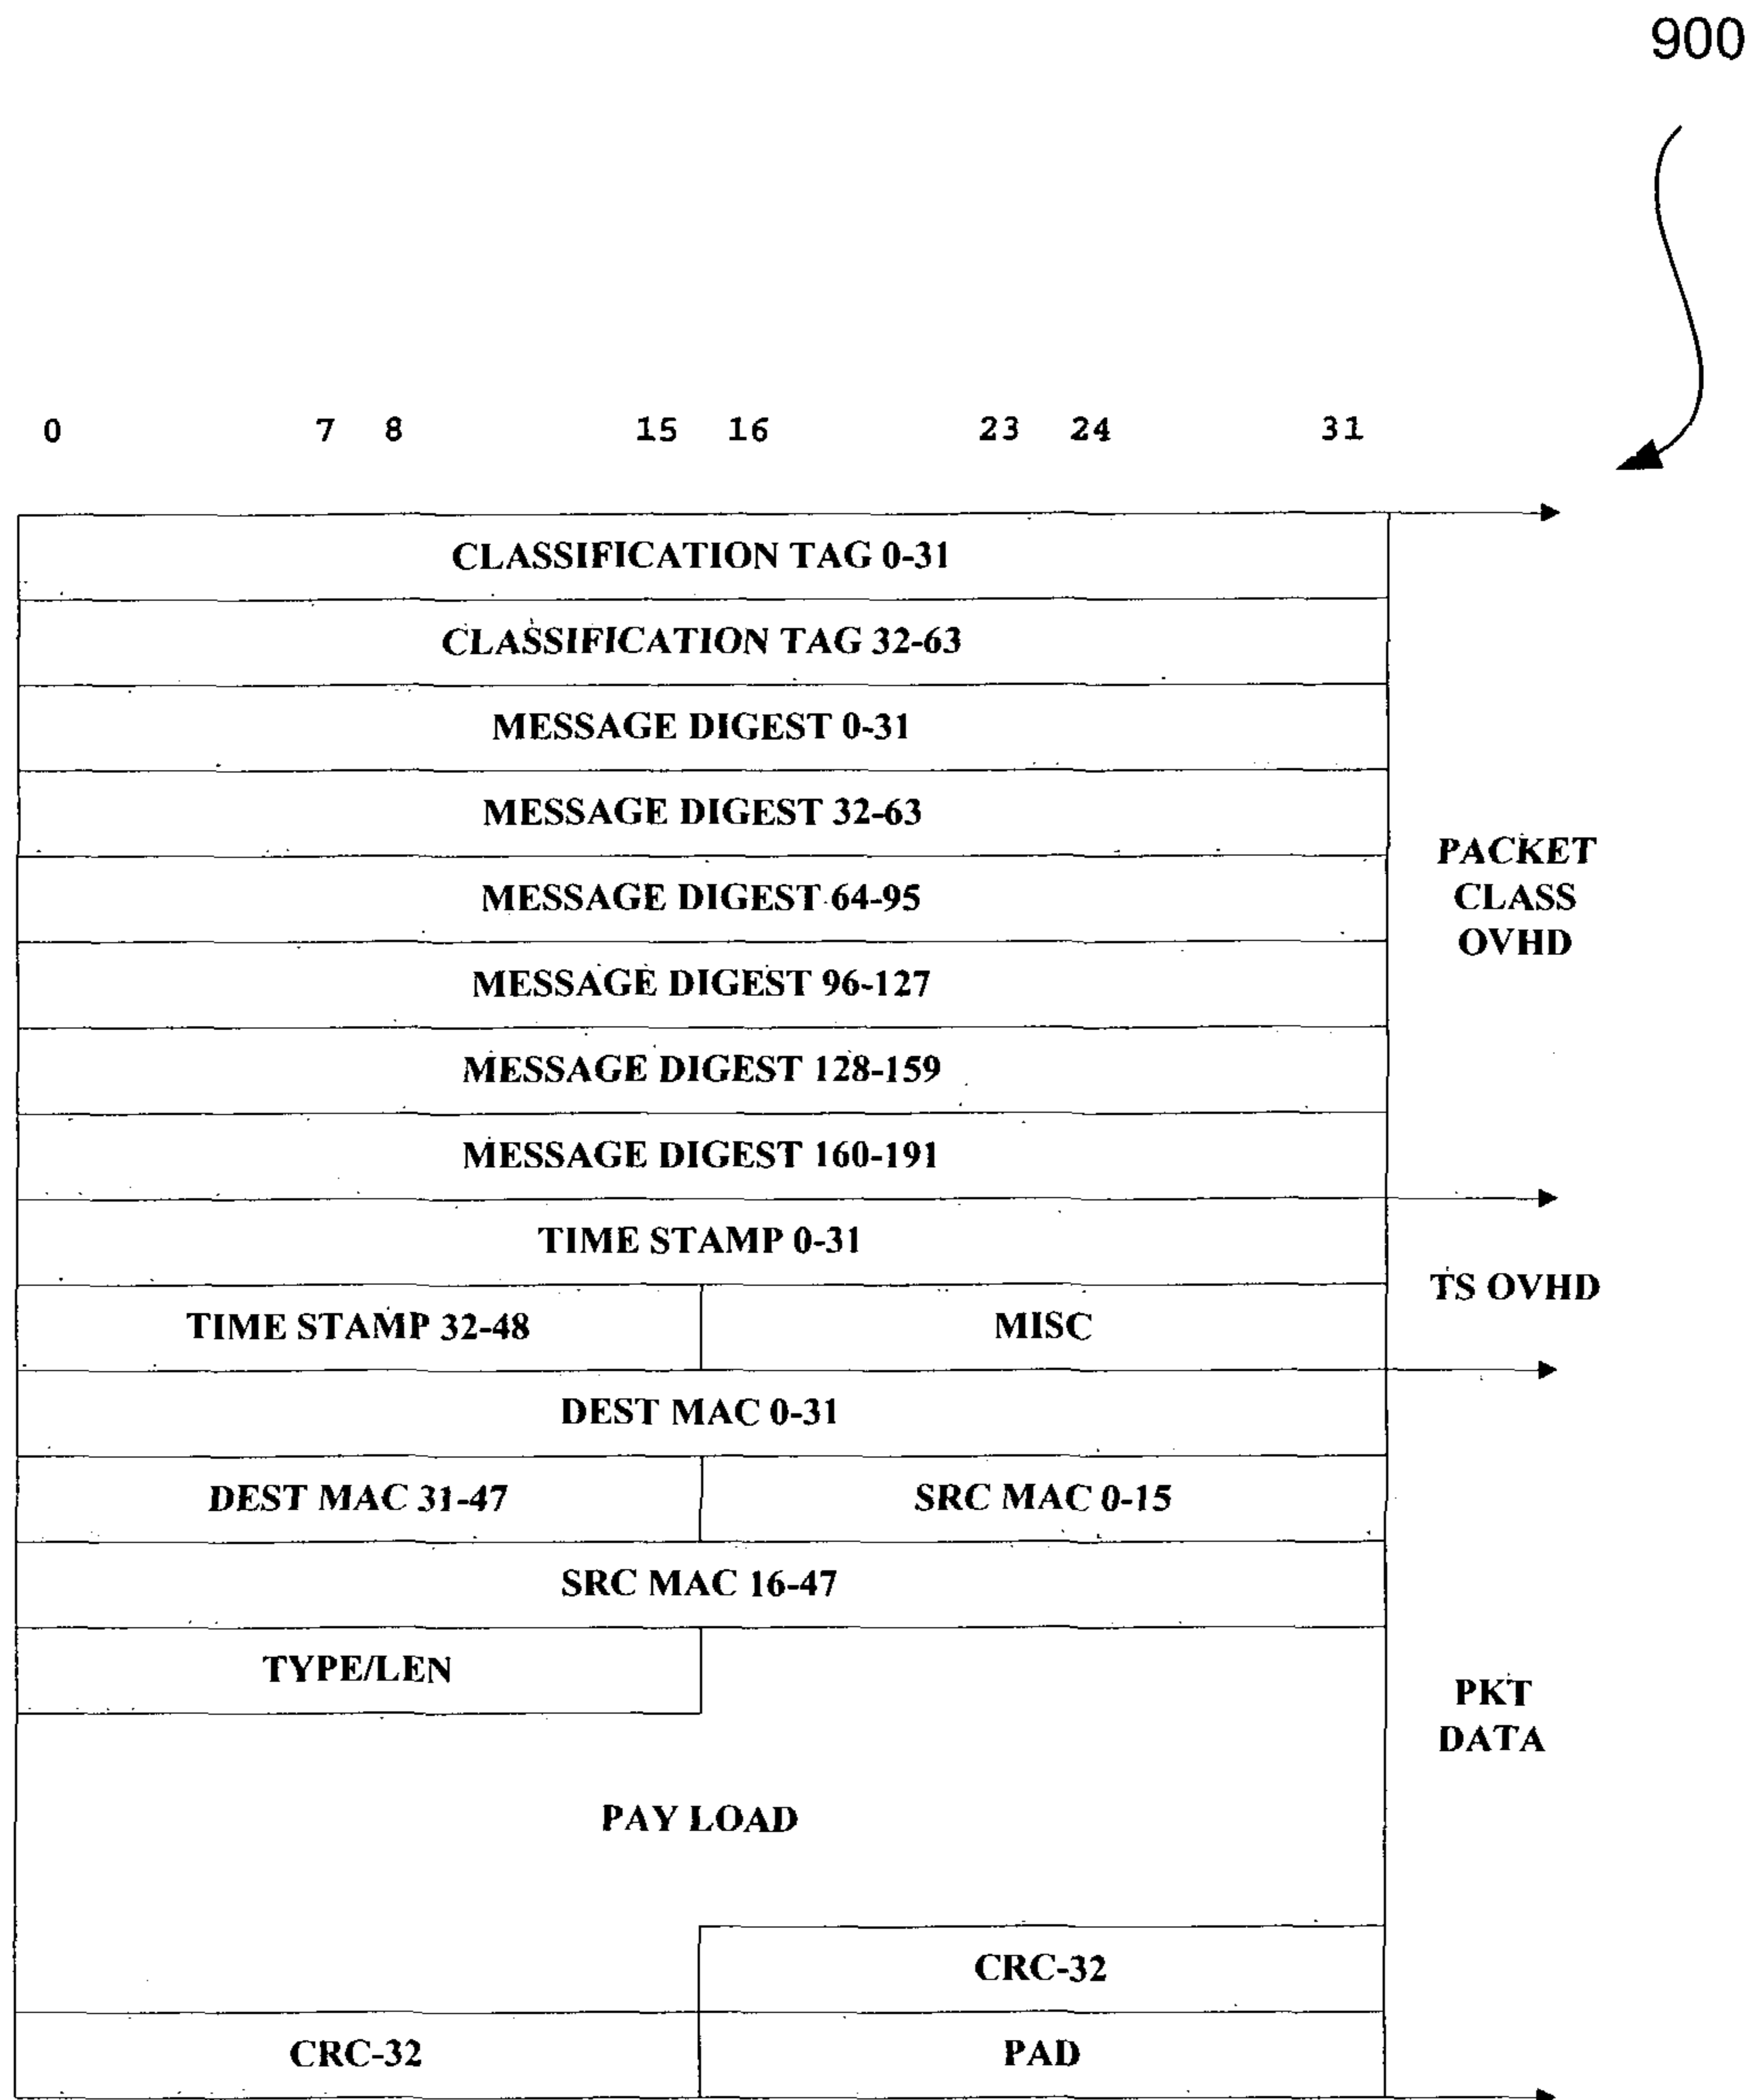 900
0 7 8 15 16 23 24 31
CLASSIFICATION TAG 0-31
CLASSIFICATION TAG 32-63
MESSAGE DIGEST 0-31
MESSAGE DIGEST 32-63
MESSAGE DIGEST 64-95
MESSAGE DIGEST 96-127
MESSAGE DIGEST 128-159
MESSAGE DIGEST 160-191
PACKET
CLASS
OVHD
TIME STAMP 0-31
TIME STAMP 32-48 MISC
TS OVHD
DEST MAC 0-31
DEST MAC 31-47 SRC MAC 0-15
SRC MAC 16-47
TYPE/LEN
PAY LOAD
CRC-32
CRC-32 PAD
PKT
DATA